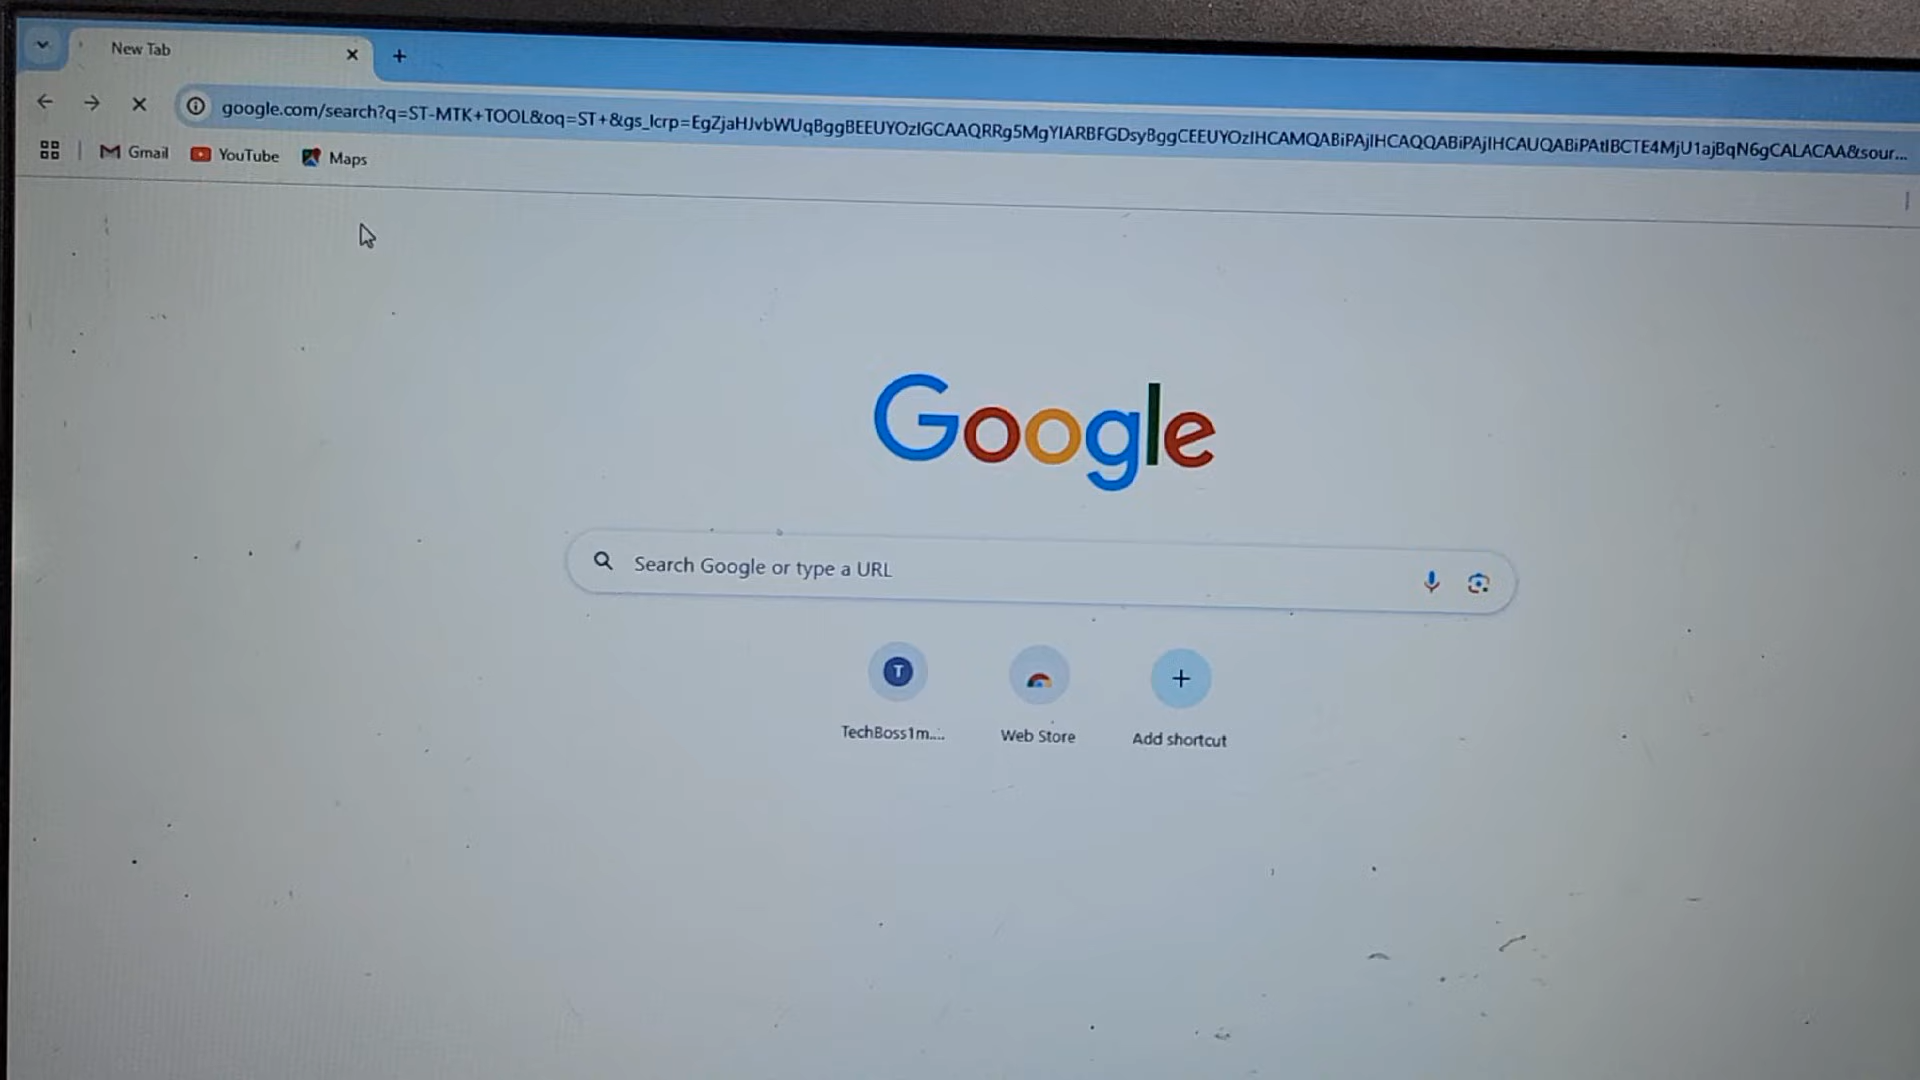 New Tab
google.com/search?q=ST-MTK+TOOL&oq=ST+&gs_lcrp=EgZjaHJvbWUqBggBEEUYOzIGCAAQRRg5MgYIARBFGDsyBggCEEUYOzIHCAMQABiPAjIHCAQQABiPAjIHCAUQABiPAtIBCTE4MjU1ajBqN6gCALACAA&sour...
Gmail
YouTube
Maps
Google
Search Google or type a URL
T
TechBoss1m....
Web Store
Add shortcut